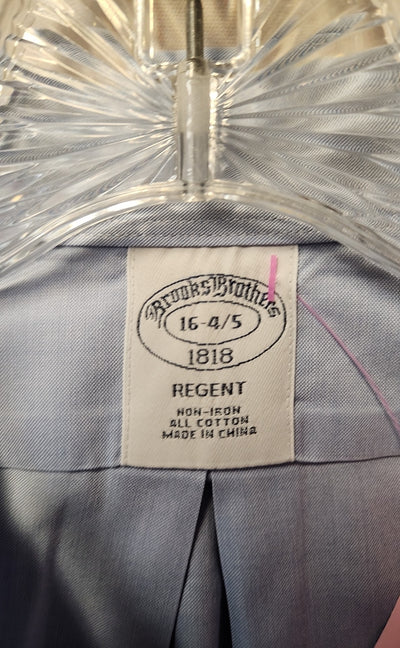 Brooks Brothers
16-4/5
1818
REGENT
NON-IRON
ALL COTTON
MADE IN CHINA